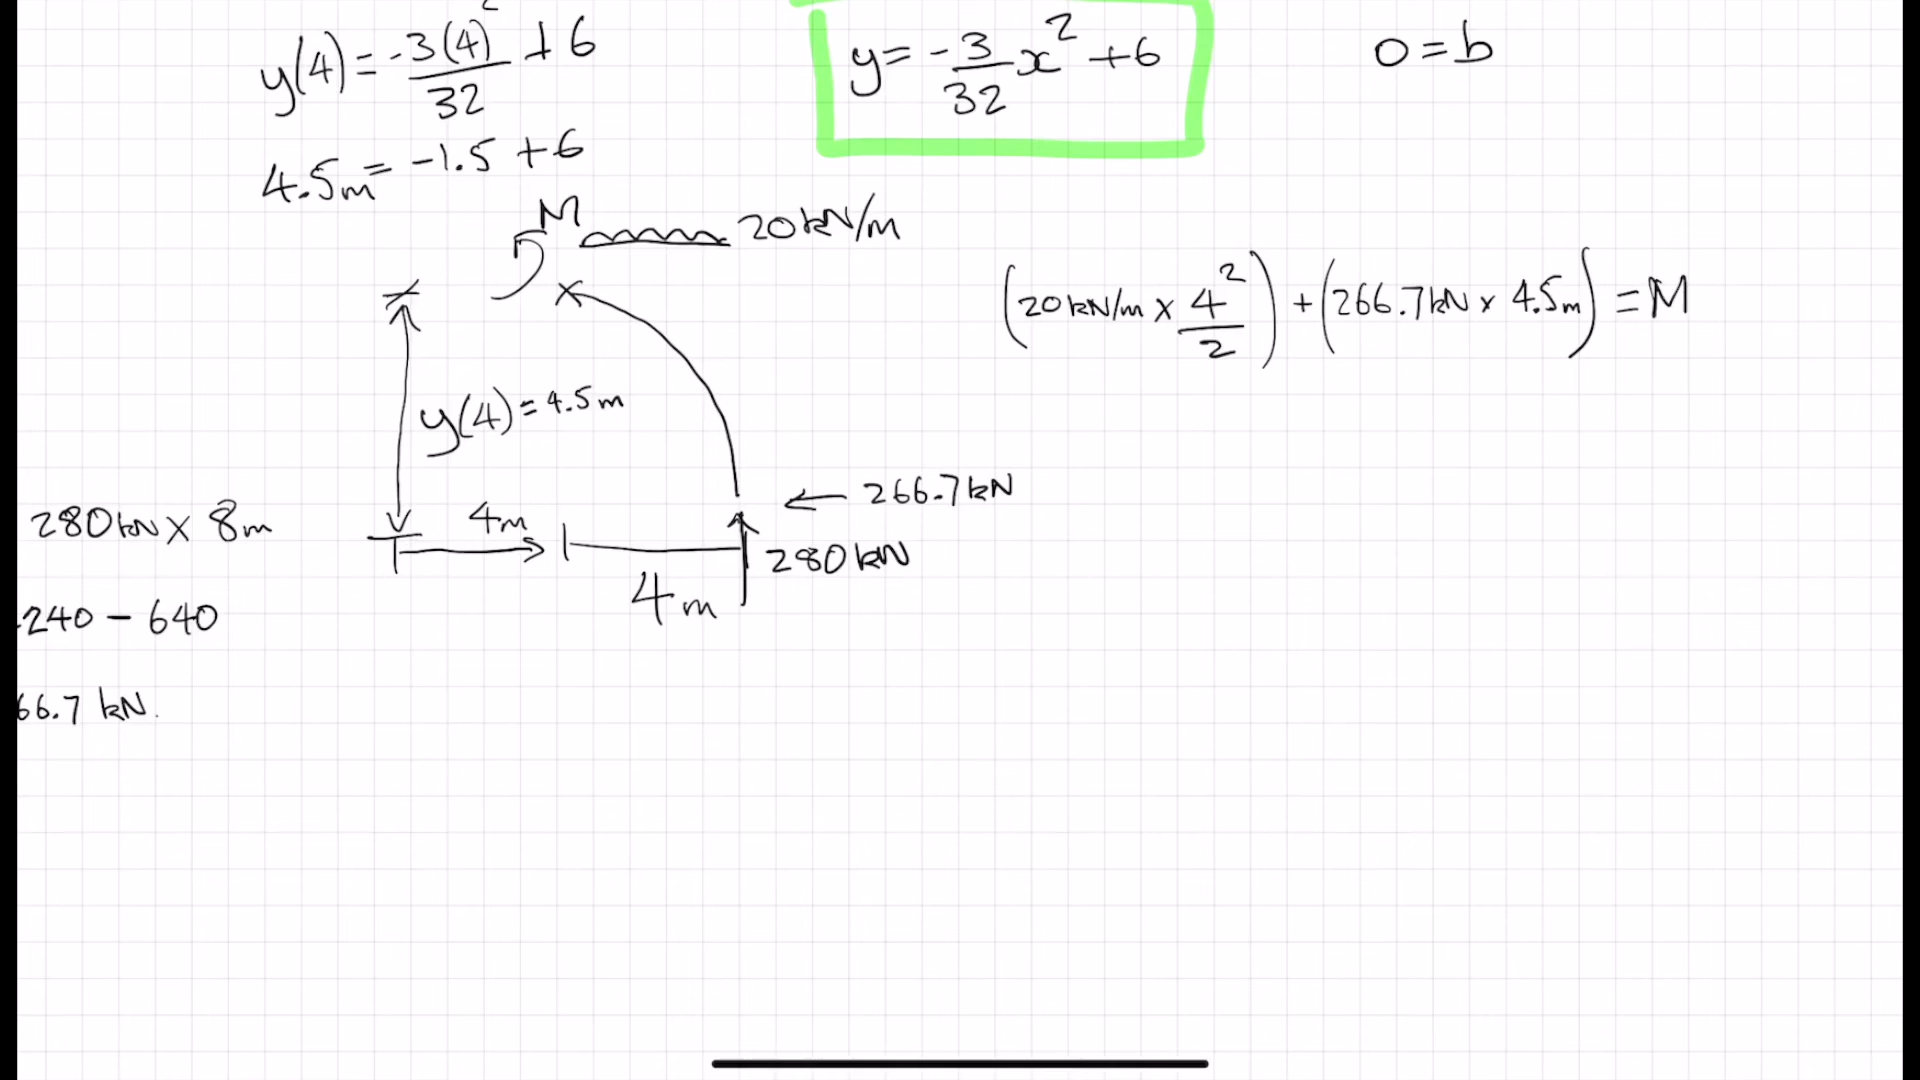 y(4) = -3(4)² + 6
32
y = -3/32 x² + 6
0 = b
4.5m = -1.5 + 6
M
20kN/m
(20kN/m x 4²/2) + (266.7kN x 4.5m) = M
y(4) = 4.5m
← 266.7kN
280kN x 8m
4m
280kN
4m
240 - 640
66.7 kN.